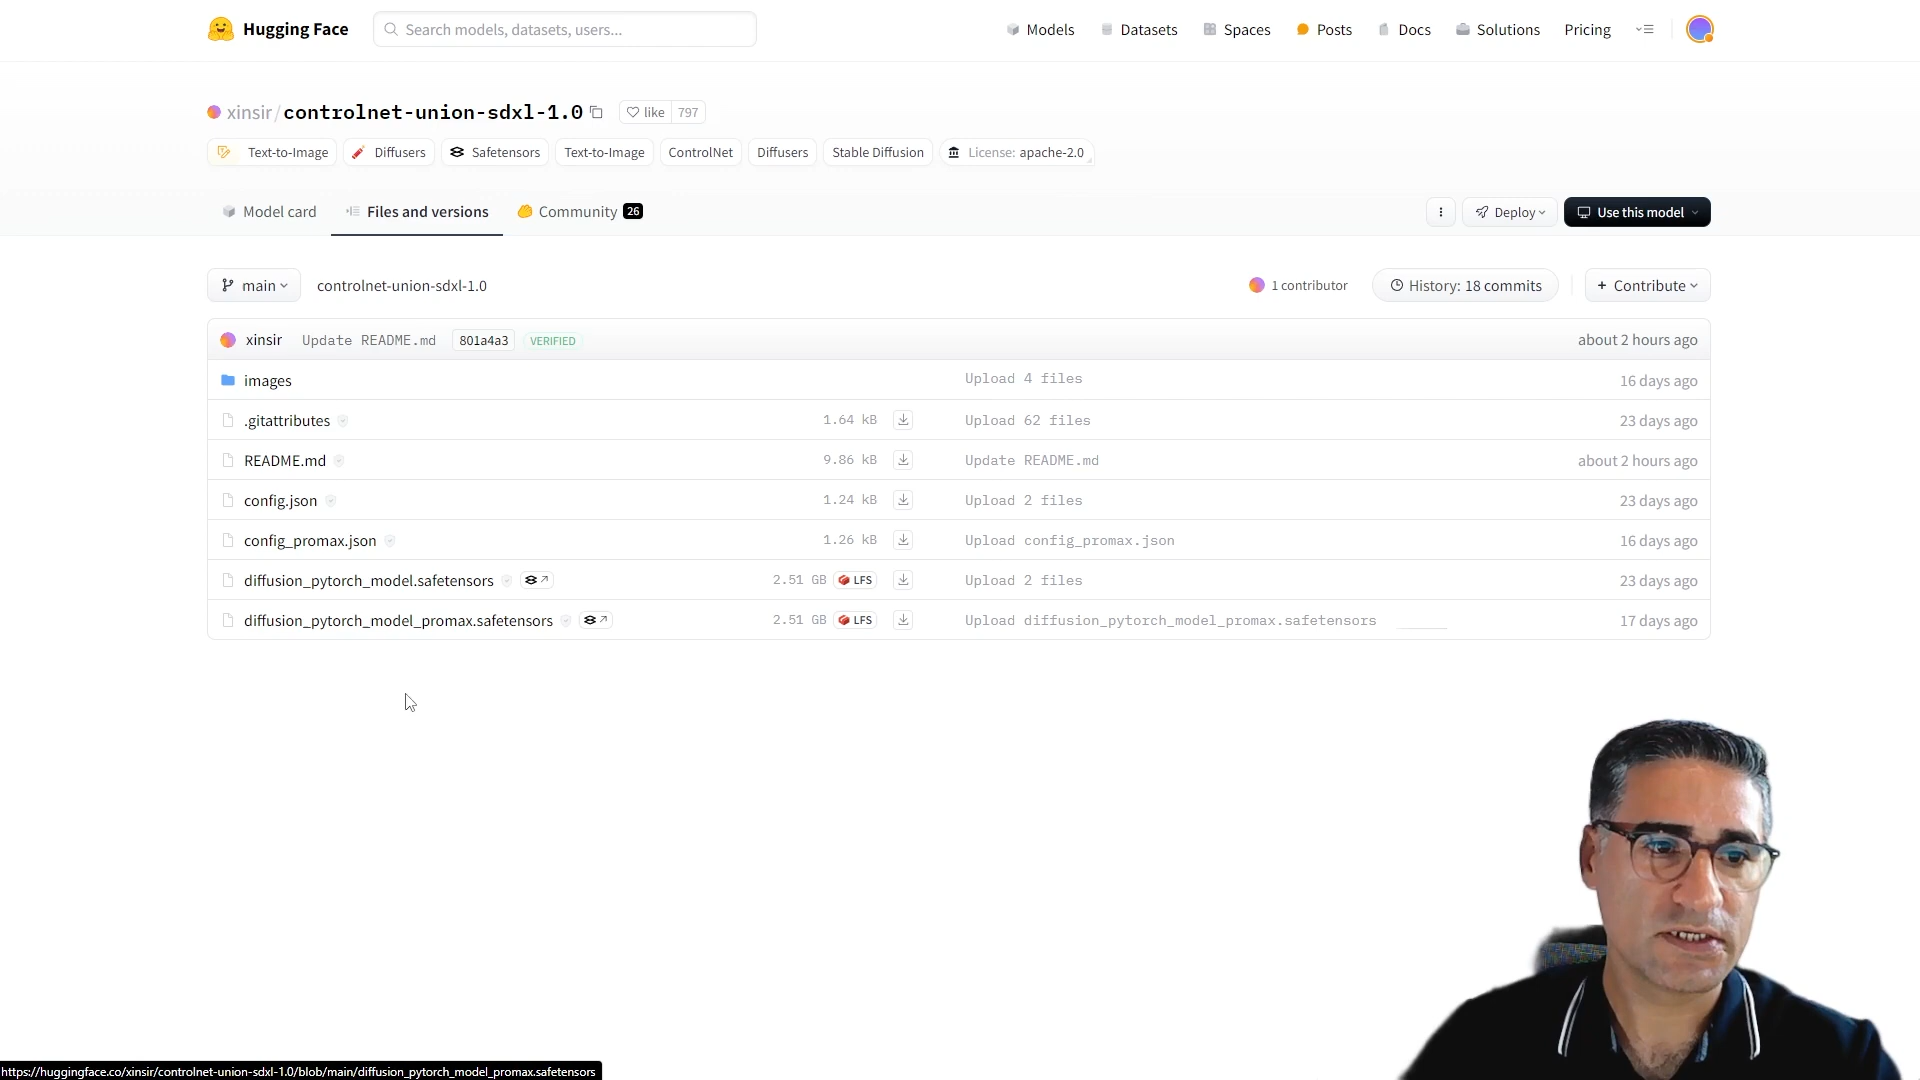 Hugging Face
Search models, datasets, users...
Models
Datasets
Spaces
Posts
Docs
Solutions
Pricing
xinsir/controlnet-union-sdxl-1.0
like 797
Text-to-Image
Diffusers
Safetensors
Text-to-Image
ControlNet
Diffusers
Stable Diffusion
License: apache-2.0
Model card
Files and versions
Community 26
Deploy
Use this model
main
controlnet-union-sdxl-1.0
1 contributor
History: 18 commits
+ Contribute
xinsir Update README.md 801a4a3 VERIFIED about 2 hours ago
images Upload 4 files 16 days ago
.gitattributes 1.64 kB Upload 62 files 23 days ago
README.md 9.86 kB Update README.md about 2 hours ago
config.json 1.24 kB Upload 2 files 23 days ago
config_promax.json 1.26 kB Upload config_promax.json 16 days ago
diffusion_pytorch_model.safetensors 2.51 GB LFS Upload 2 files 23 days ago
diffusion_pytorch_model_promax.safetensors 2.51 GB LFS Upload diffusion_pytorch_model_promax.safetensors 17 days ago
https://huggingface.co/xinsir/controlnet-union-sdxl-1.0/blob/main/diffusion_pytorch_model_promax.safetensors